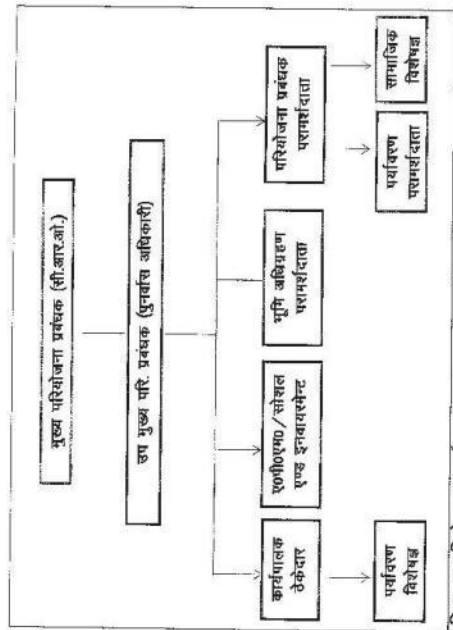 मुख्य परियोजना प्रबंधक (सी.आर.ओ.)
उप मुख्य परि. प्रबंधक (पुनर्वास अधिकारी)
कार्यपालक
ठेकेदार
ए०पी०एम०/सोशल
एण्ड इनवायरमेन्ट
भूमि अधिग्रहण
परामर्शदाता
परियोजना प्रबंधक
परामर्शदाता
पर्यावरण
विशेषज्ञ
पर्यावरण
परामर्शदाता
सामाजिक
विशेषज्ञ